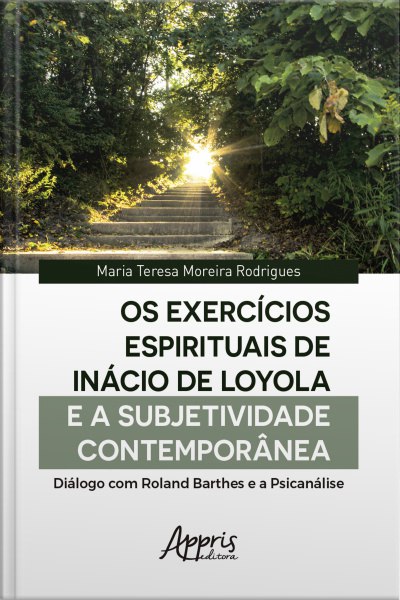 Maria Teresa Moreira Rodrigues
OS EXERCÍCIOS
ESPIRITUAIS DE
INÁCIO DE LOYOLA
E A SUBJETIVIDADE
CONTEMPORÂNEA
Diálogo com Roland Barthes e a Psicanálise
Appris
editora